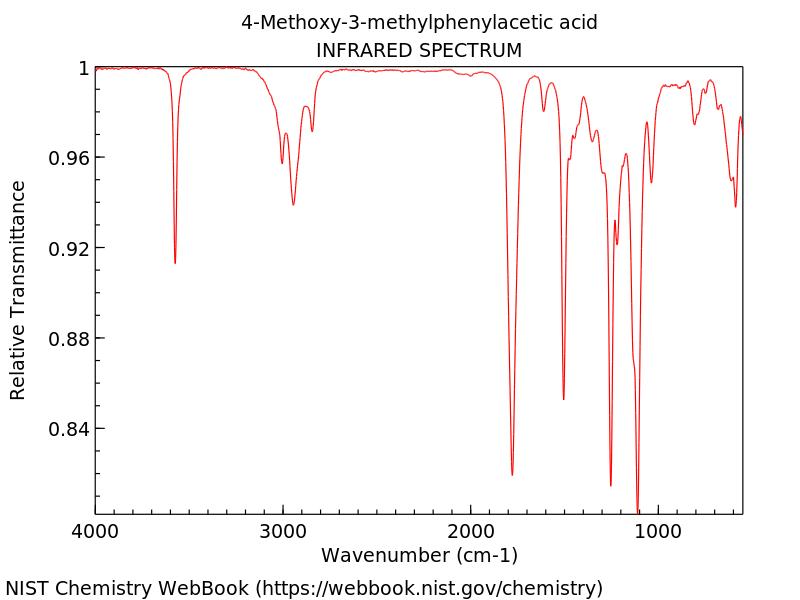 4-Methoxy-3-methylphenylacetic acid
INFRARED SPECTRUM
1
0.96
0.92
0.88
0.84
Relative Transmittance
4000 3000 2000 1000
Wavenumber (cm-1)
NIST Chemistry WebBook (https://webbook.nist.gov/chemistry)